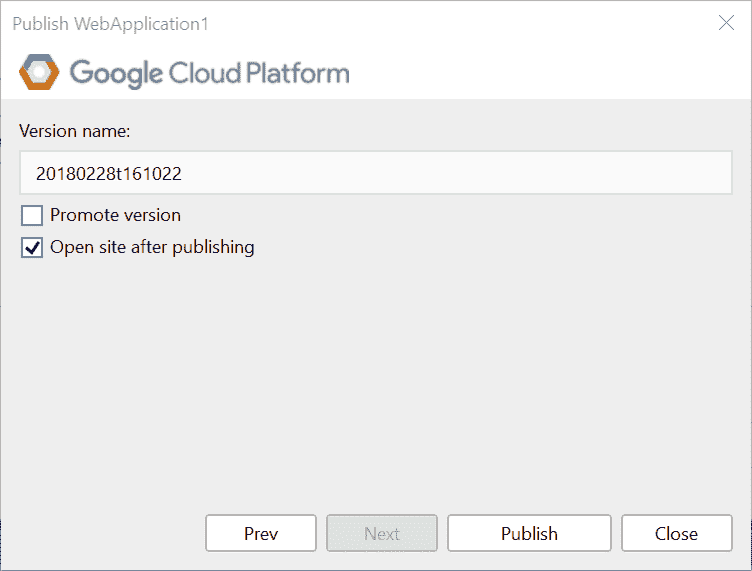 Publish WebApplication1
Google Cloud Platform
Version name:
20180228t161022
Promote version
Open site after publishing
Prev Next Publish Close